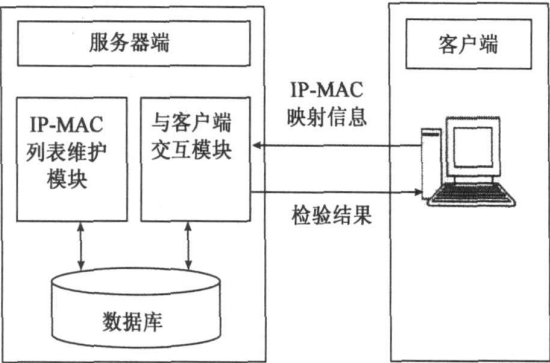 服务器端
客户端
IP-MAC
列表维护
模块
与客户端
交互模块
IP-MAC
映射信息
检验结果
数据库